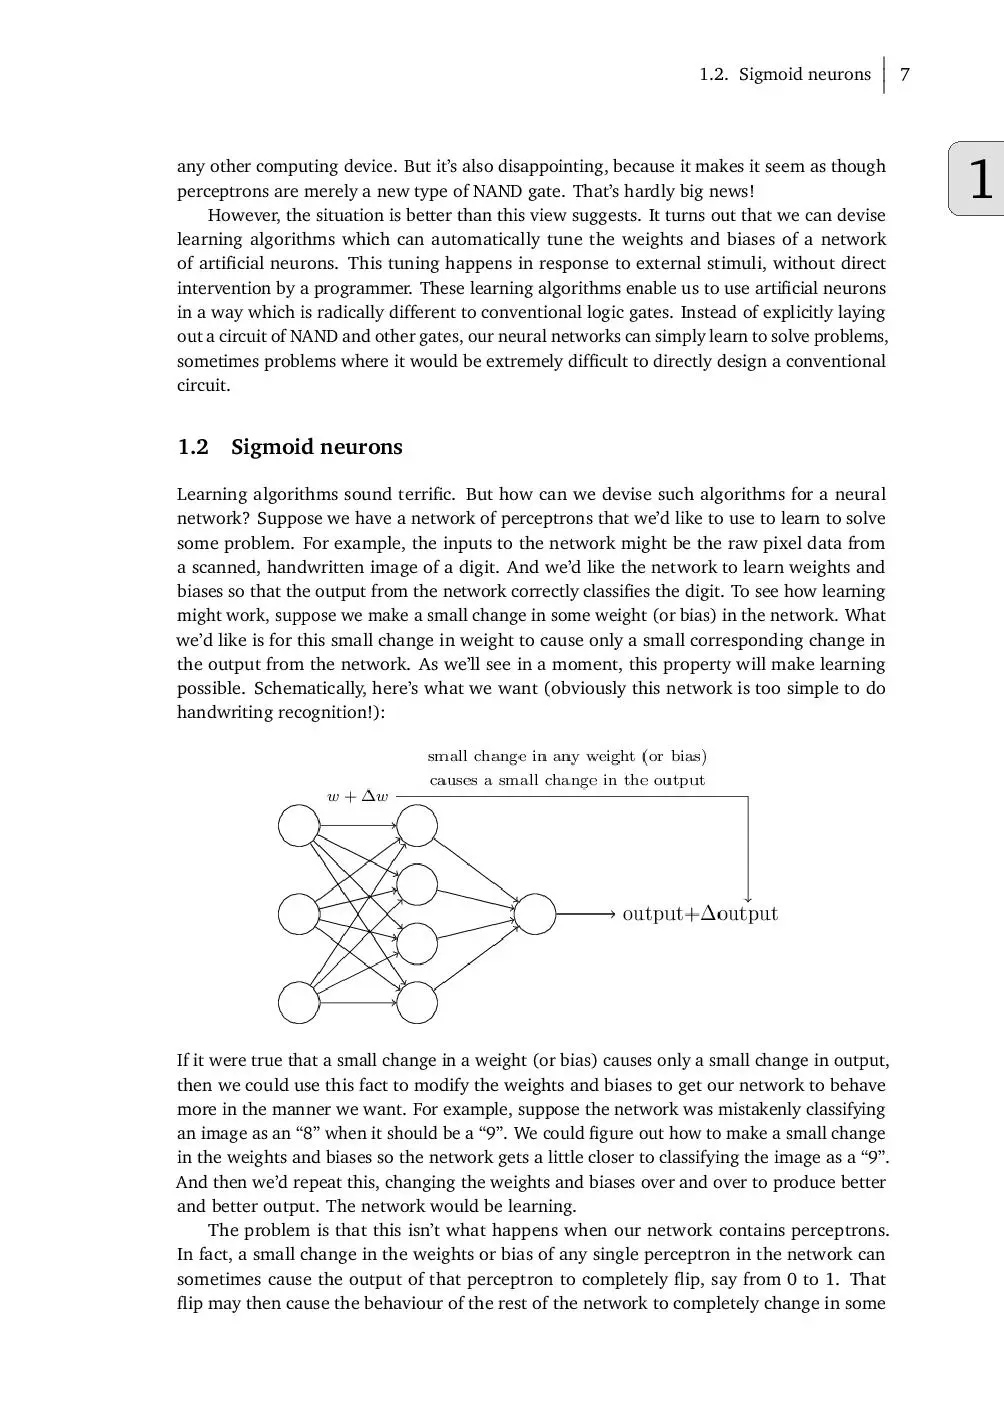 1.2. Sigmoid neurons 7
1
any other computing device. But it’s also disappointing, because it makes it seem as though
perceptrons are merely a new type of NAND gate. That’s hardly big news!
However, the situation is better than this view suggests. It turns out that we can devise
learning algorithms which can automatically tune the weights and biases of a network
of artificial neurons. This tuning happens in response to external stimuli, without direct
intervention by a programmer. These learning algorithms enable us to use artificial neurons
in a way which is radically different to conventional logic gates. Instead of explicitly laying
out a circuit of NAND and other gates, our neural networks can simply learn to solve problems,
sometimes problems where it would be extremely difficult to directly design a conventional
circuit.
1.2 Sigmoid neurons
Learning algorithms sound terrific. But how can we devise such algorithms for a neural
network? Suppose we have a network of perceptrons that we’d like to use to learn to solve
some problem. For example, the inputs to the network might be the raw pixel data from
a scanned, handwritten image of a digit. And we’d like the network to learn weights and
biases so that the output from the network correctly classifies the digit. To see how learning
might work, suppose we make a small change in some weight (or bias) in the network. What
we’d like is for this small change in weight to cause only a small corresponding change in
the output from the network. As we’ll see in a moment, this property will make learning
possible. Schematically, here’s what we want (obviously this network is too simple to do
handwriting recognition!):
small change in any weight (or bias)
causes a small change in the output
w + Δw
output+Δoutput
If it were true that a small change in a weight (or bias) causes only a small change in output,
then we could use this fact to modify the weights and biases to get our network to behave
more in the manner we want. For example, suppose the network was mistakenly classifying
an image as an “8” when it should be a “9”. We could figure out how to make a small change
in the weights and biases so the network gets a little closer to classifying the image as a “9”.
And then we’d repeat this, changing the weights and biases over and over to produce better
and better output. The network would be learning.
The problem is that this isn’t what happens when our network contains perceptrons.
In fact, a small change in the weights or bias of any single perceptron in the network can
sometimes cause the output of that perceptron to completely flip, say from 0 to 1. That
flip may then cause the behaviour of the rest of the network to completely change in some